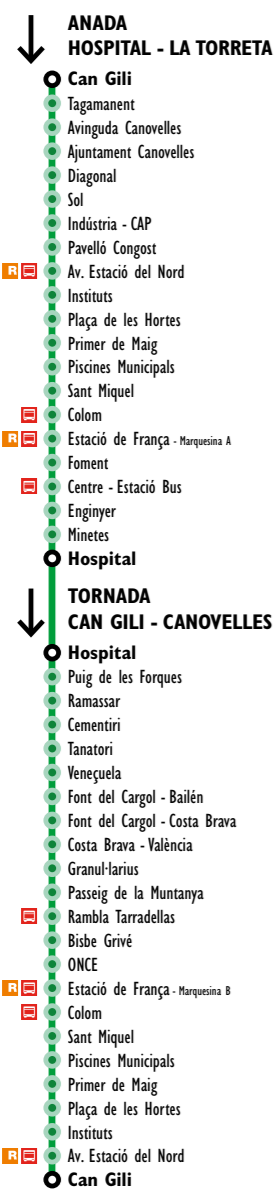 ANADA
HOSPITAL - LA TORRETA
Can Gili
Tagamanent
Avinguda Canovelles
Ajuntament Canovelles
Diagonal
Sol
Indústria - CAP
Pavelló Congost
R Av. Estació del Nord
Instituts
Plaça de les Hortes
Primer de Maig
Piscines Municipals
Sant Miquel
Colom
R Estació de França - Marquesina A
Foment
Centre - Estació Bus
Enginyer
Minetes
Hospital
TORNADA
CAN GILI - CANOVELLES
Hospital
Puig de les Forques
Ramassar
Cementiri
Tanatori
Veneçuela
Font del Cargol - Bailén
Font del Cargol - Costa Brava
Costa Brava - València
Granul·larius
Passeig de la Muntanya
Rambla Tarradellas
Bisbe Grivé
ONCE
R Estació de França - Marquesina B
Colom
Sant Miquel
Piscines Municipals
Primer de Maig
Plaça de les Hortes
Instituts
R Av. Estació del Nord
Can Gili